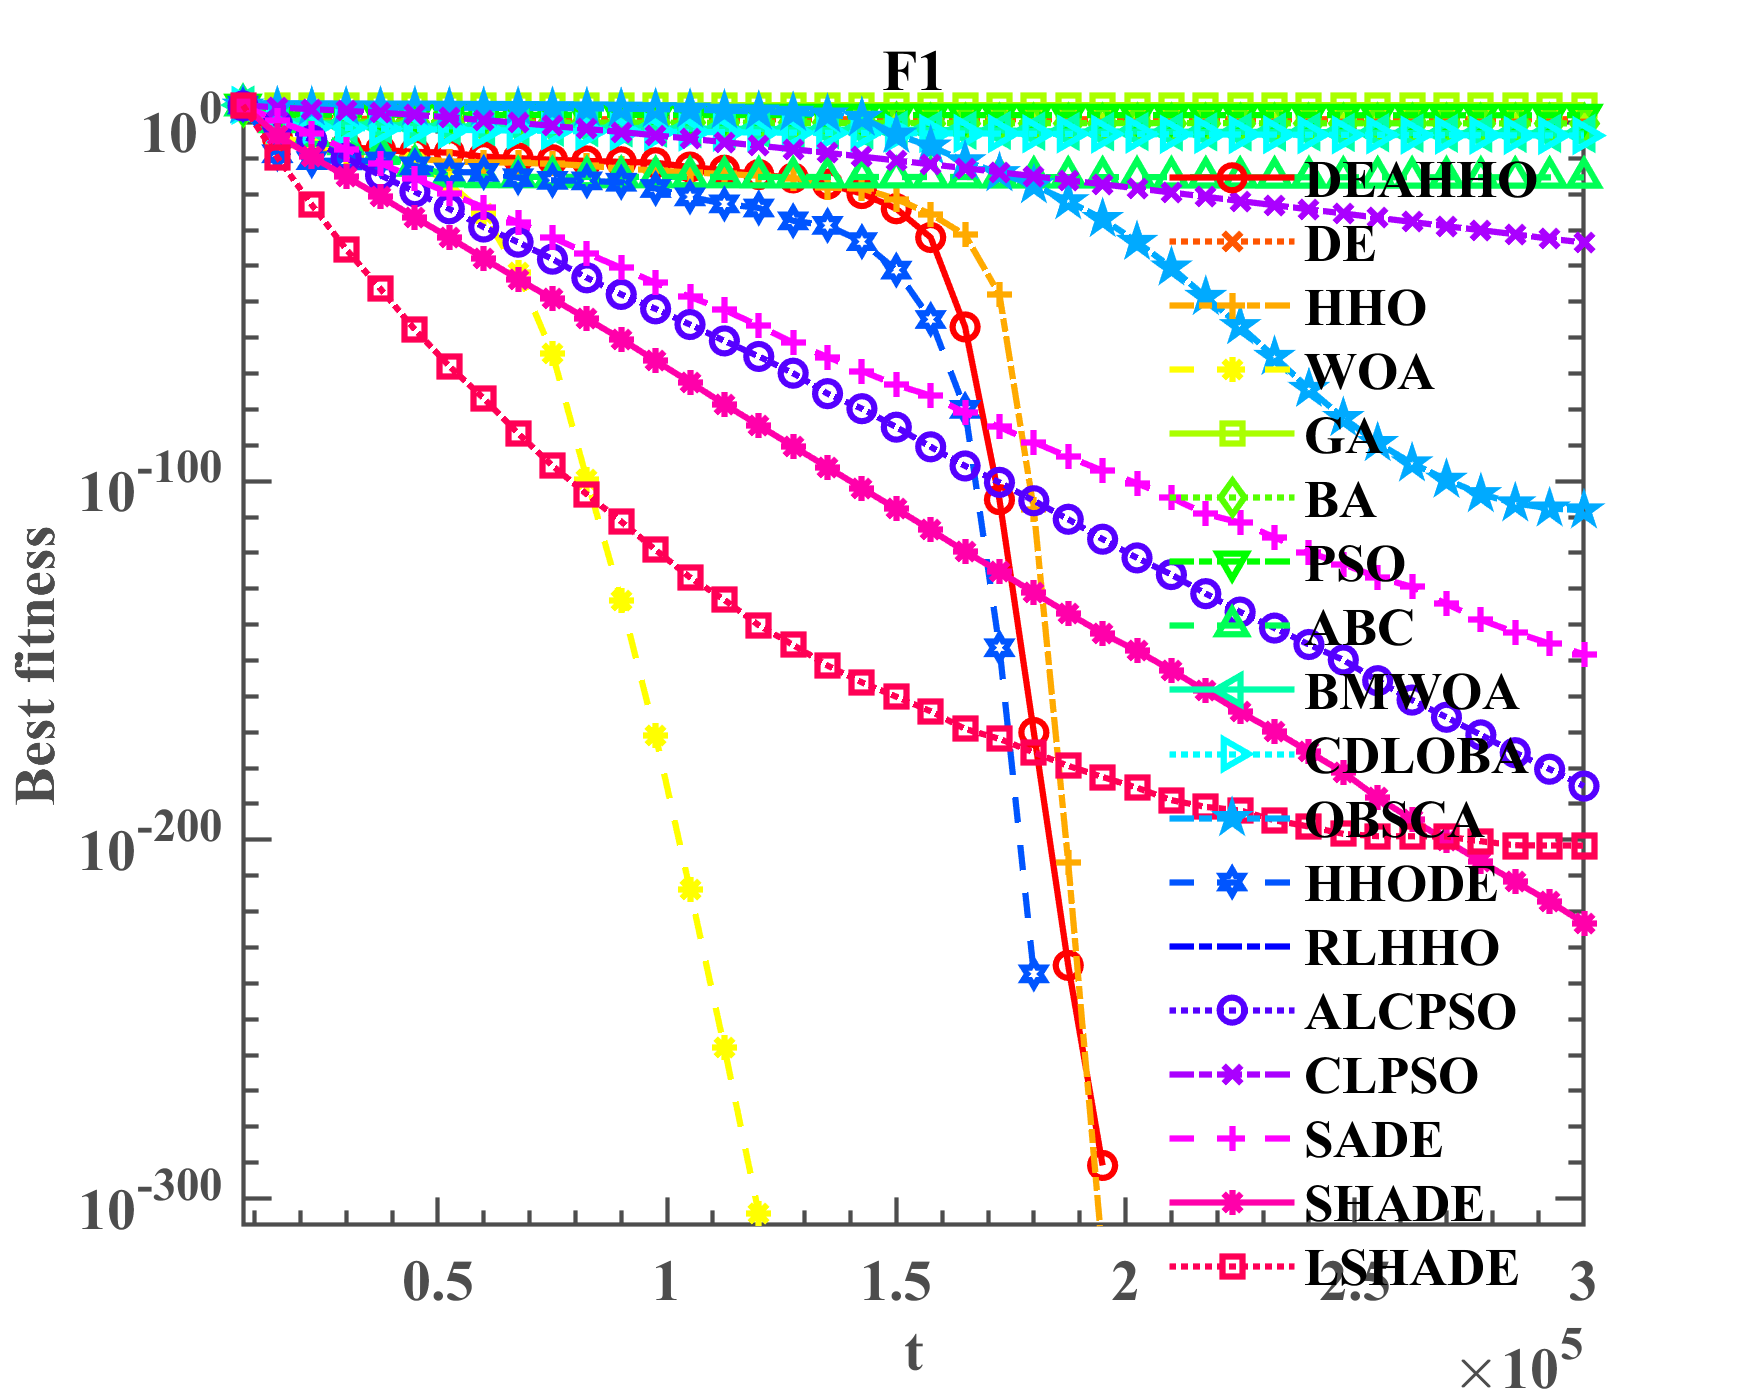 F1
10^0
10^-100
10^-200
10^-300
Best fitness
DEAHHO
DE
HHO
WOA
GA
BA
PSO
ABC
BMWOA
CDLOBA
OBSCA
HHODE
RLHHO
ALCPSO
CLPSO
SADE
SHADE
LSHADE
0.5 1 1.5 2 2.5 3
t
×10^5